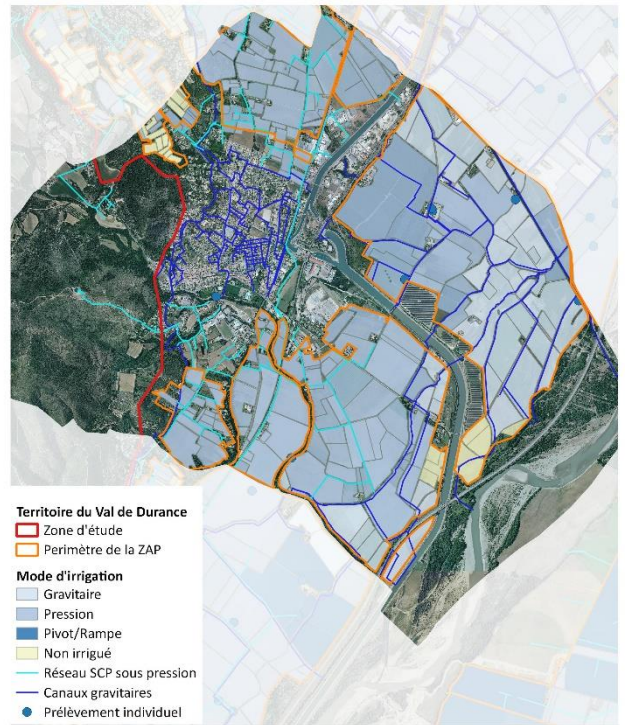 Territoire du Val de Durance
Zone d'étude
Perimètre de la ZAP
Mode d'irrigation
Gravitaire
Pression
Pivot/Rampe
Non irrigué
Réseau SCP sous pression
Canaux gravitaires
Prélèvement individuel